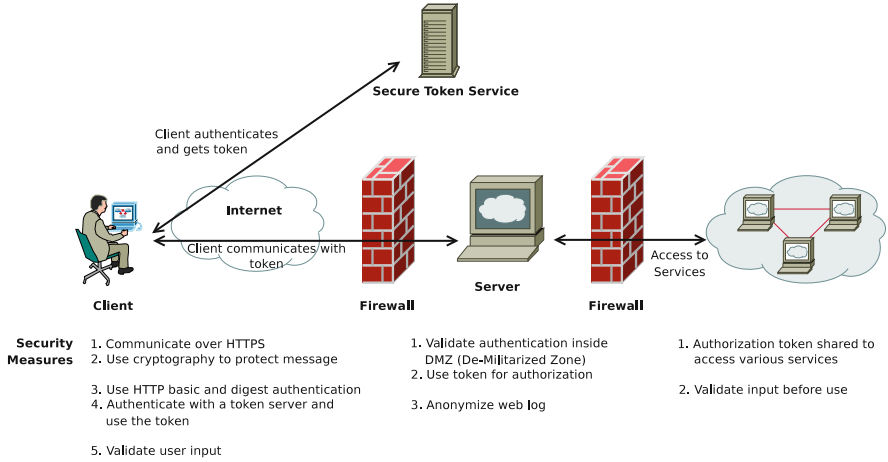 Secure Token Service
Client authenticates
and gets token
Internet
Client communicates with
token
Access to
Services
Client
Firewall
Server
Firewall
Security
Measures
1. Communicate over HTTPS
2. Use cryptography to protect message
3. Use HTTP basic and digest authentication
4. Authenticate with a token server and
use the token
5. Validate user input
1. Validate authentication inside
DMZ (De-Militarized Zone)
2. Use token for authorization
3. Anonymize web log
1. Authorization token shared to
access various services
2. Validate input before use